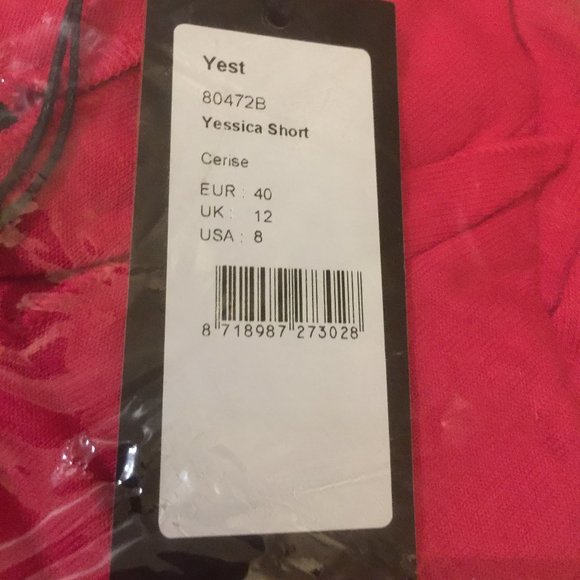 Yest
80472B
Yessica Short
Cerise
EUR : 40
UK : 12
USA : 8
8 718987 273028